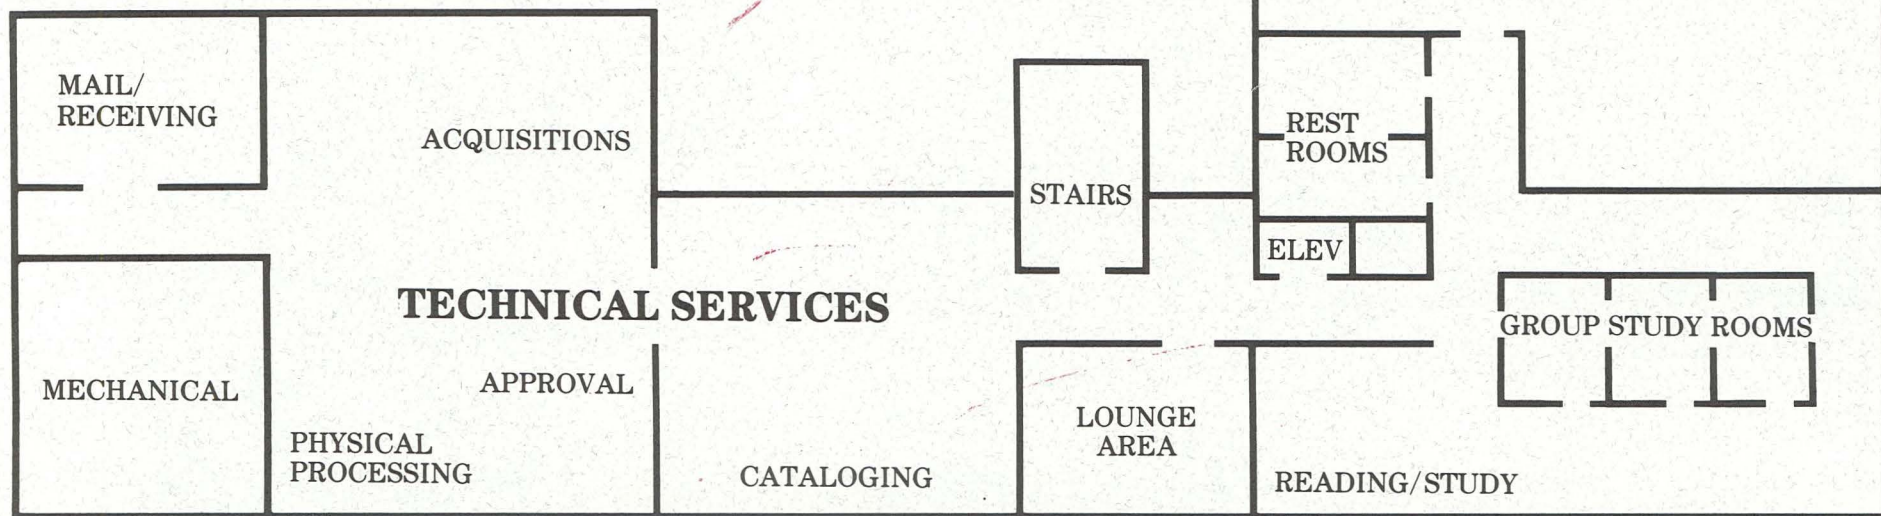 MAIL/
RECEIVING
ACQUISITIONS
REST
ROOMS
STAIRS
ELEV
TECHNICAL SERVICES
GROUP STUDY ROOMS
MECHANICAL
APPROVAL
PHYSICAL
PROCESSING
CATALOGING
LOUNGE
AREA
READING/STUDY